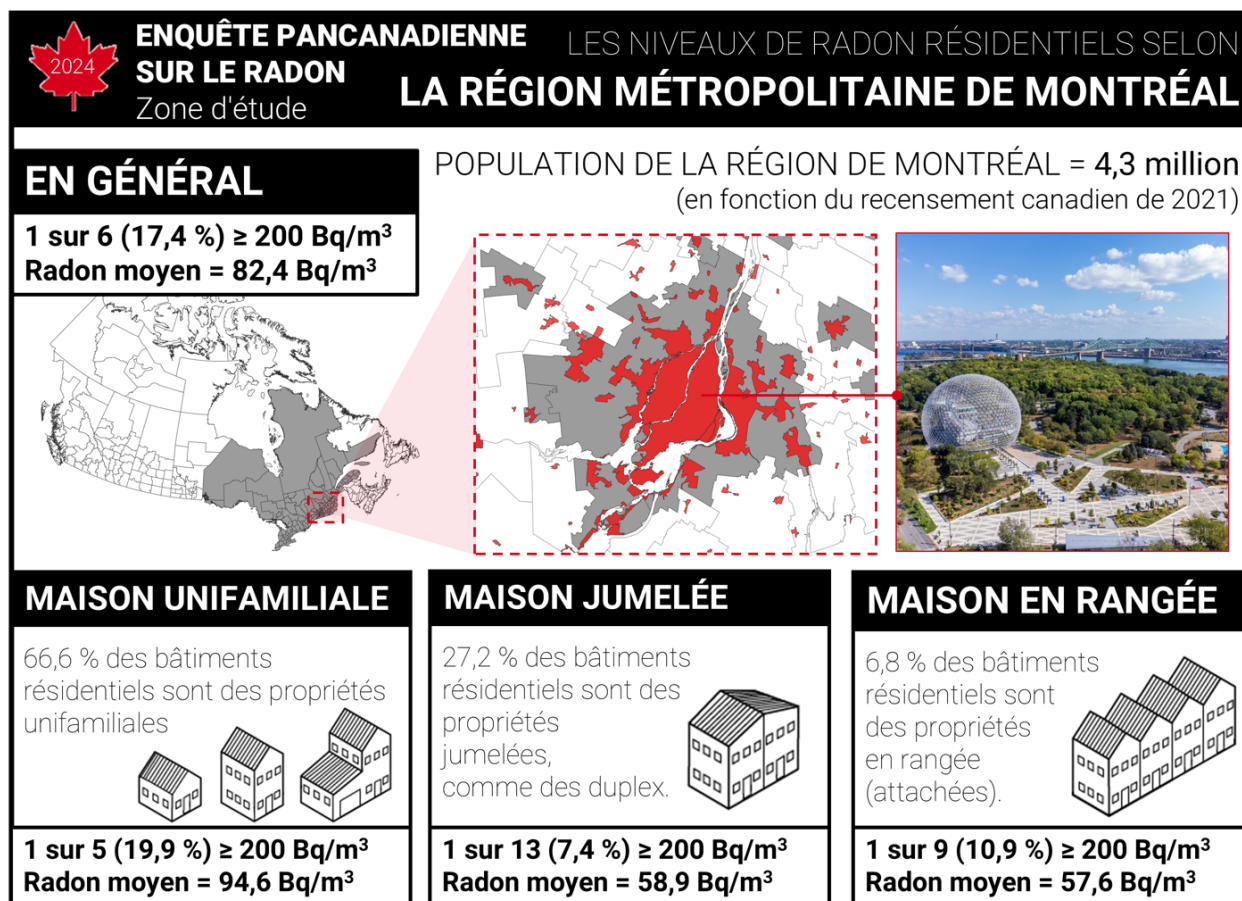 2024
ENQUÊTE PANCANADIENNE
SUR LE RADON
Zone d'étude
LES NIVEAUX DE RADON RÉSIDENTIELS SELON
LA RÉGION MÉTROPOLITAINE DE MONTRÉAL
EN GÉNÉRAL
1 sur 6 (17,4 %) ≥ 200 Bq/m³
Radon moyen = 82,4 Bq/m³
POPULATION DE LA RÉGION DE MONTRÉAL = 4,3 million
(en fonction du recensement canadien de 2021)
MAISON UNIFAMILIALE
66,6 % des bâtiments
résidentiels sont des propriétés
unifamiliales
1 sur 5 (19,9 %) ≥ 200 Bq/m³
Radon moyen = 94,6 Bq/m³
MAISON JUMELÉE
27,2 % des bâtiments
résidentiels sont des
propriétés
jumelées,
comme des duplex.
1 sur 13 (7,4 %) ≥ 200 Bq/m³
Radon moyen = 58,9 Bq/m³
MAISON EN RANGÉE
6,8 % des bâtiments
résidentiels sont
des propriétés
en rangée
(attachées).
1 sur 9 (10,9 %) ≥ 200 Bq/m³
Radon moyen = 57,6 Bq/m³